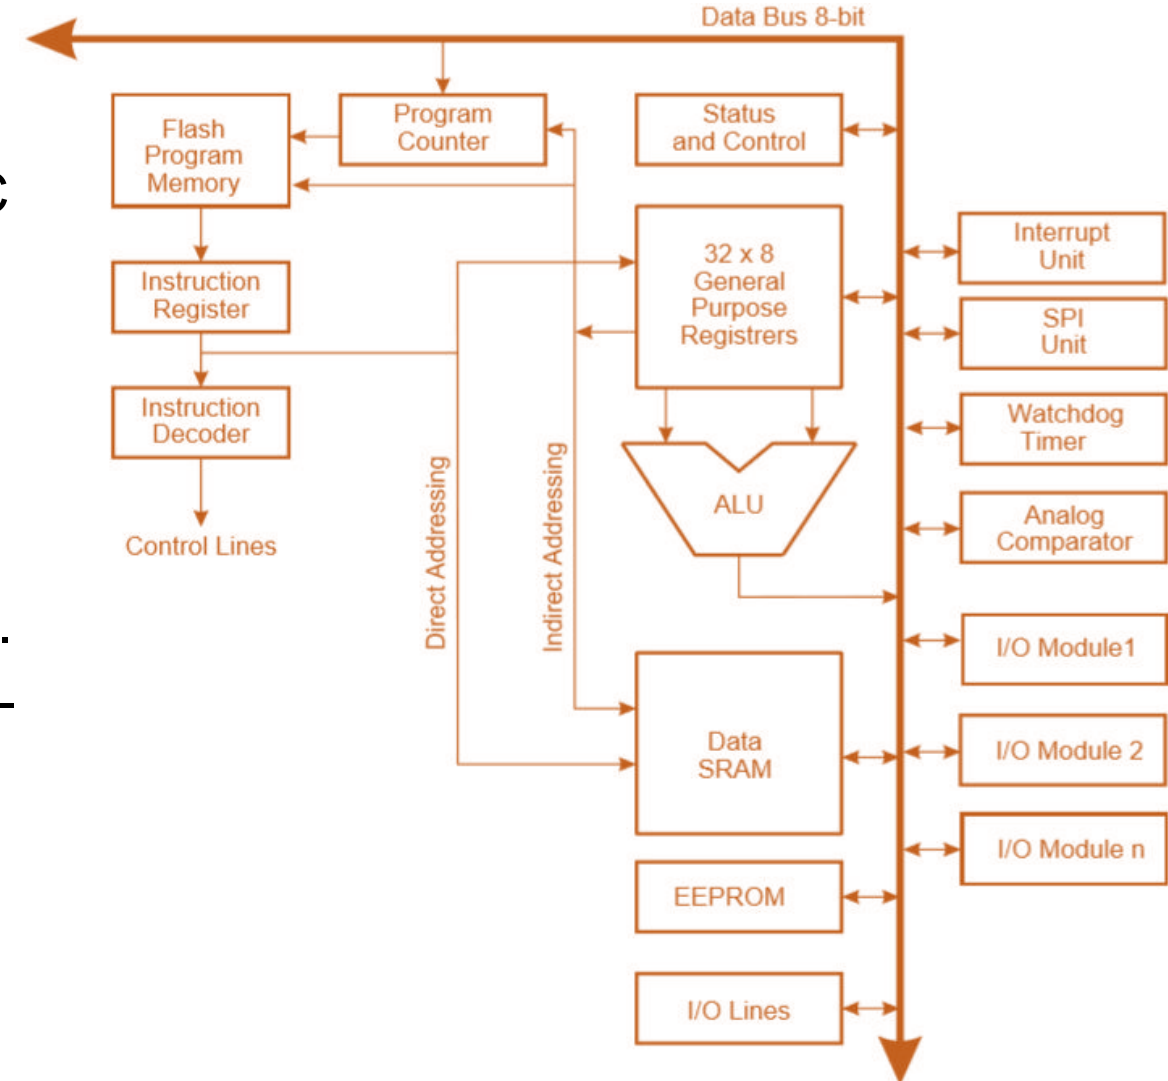 Data Bus 8-bit
Flash
Program
Memory
Program
Counter
Status
and Control
C
Instruction
Register
32 x 8
General
Purpose
Registrers
Interrupt
Unit
SPI
Unit
Instruction
Decoder
Watchdog
Timer
Control Lines
Direct Addressing
Indirect Addressing
ALU
Analog
Comparator
I/O Module1
Data
SRAM
I/O Module 2
I/O Module n
EEPROM
I/O Lines